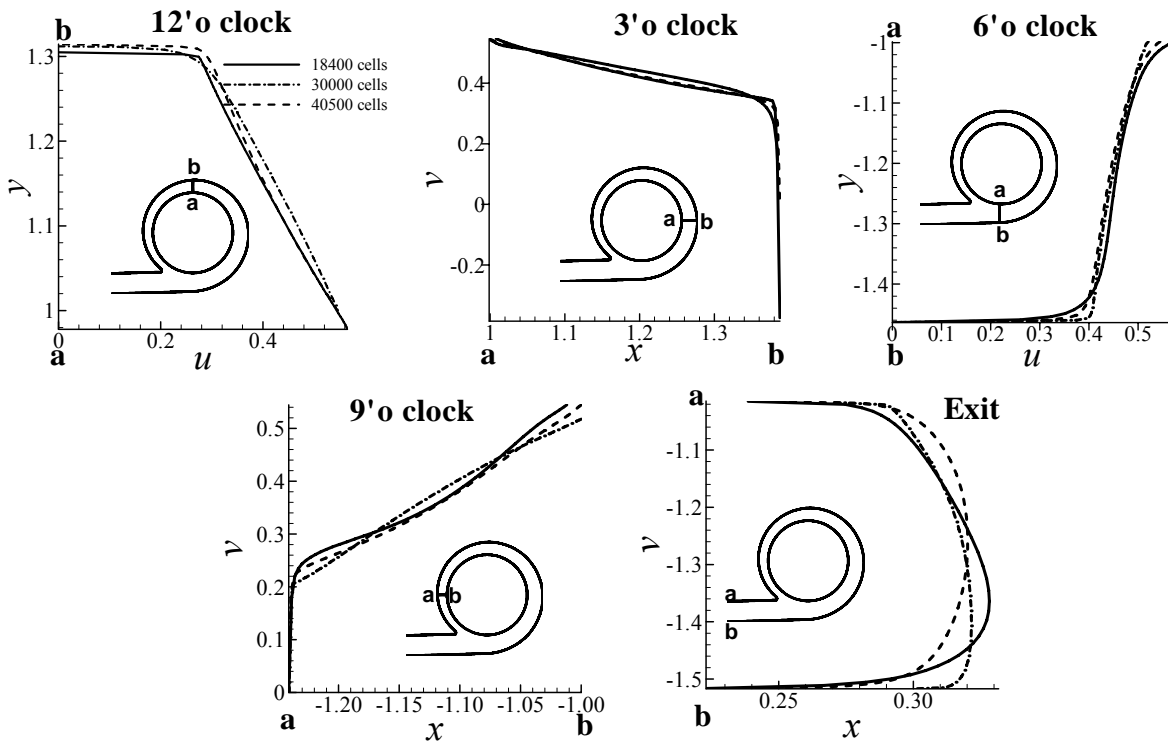 12'o clock
b
1.3
1.2
1.1
1
y
0
0.4
a
u
18400 cells
30000 cells
40500 cells
b
a
3'o clock
0.4
0
-0.2
v
1
1.1
1.2
1.3
a
x
b
a b
6'o clock
a
-1
-1.1
-1.2
-1.3
-1.4
y
0
0.1
0.2
0.3
0.4
0.5
b
u
a
b
9'o clock
0.5
0.4
0.3
0.2
0.1
0
v
-1.20
-1.15
-1.10
-1.05
-1.00
a
x
b
a b
Exit
a
-1.1
-1.2
-1.3
-1.4
-1.5
v
0.25
0.30
b
x
a
b